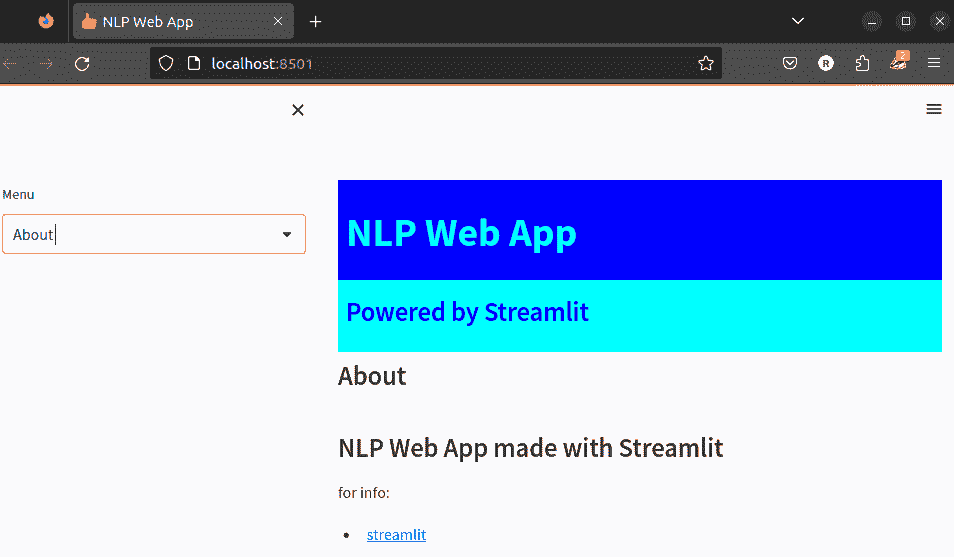 NLP Web App
localhost:8501
R
2
Menu
About
NLP Web App
Powered by Streamlit
About
NLP Web App made with Streamlit
for info:
streamlit